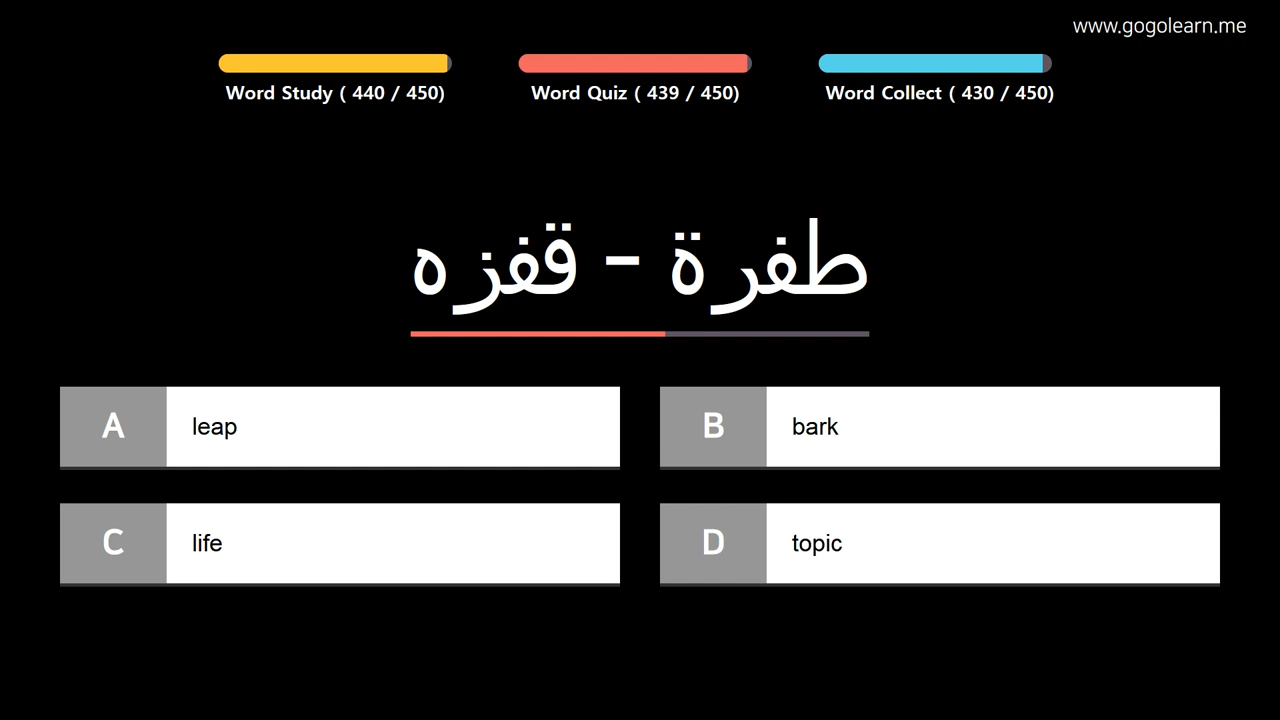 www.gogolearn.me
Word Study ( 440 / 450)
Word Quiz ( 439 / 450)
Word Collect ( 430 / 450)
طفرة - قفزه
A leap
B bark
C life
D topic